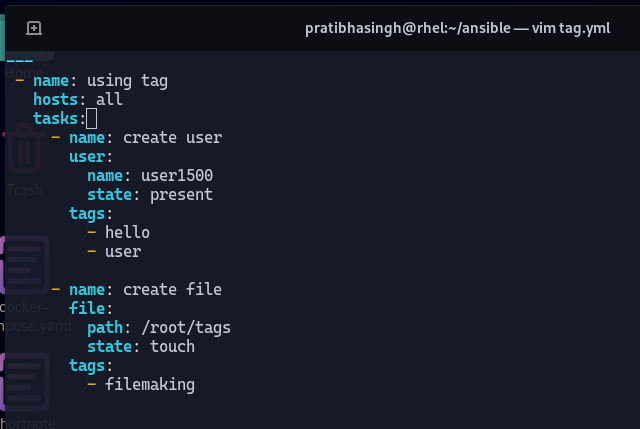 pratibhasingh@rhel:~/ansible — vim tag.yml
---
- name: using tag
  hosts: all
  tasks:
    - name: create user
      user:
        name: user1500
        state: present
      tags:
        - hello
        - user

    - name: create file
      file:
        path: /root/tags
        state: touch
      tags:
        - filemaking
Home
Trash
docker-
pose.yaml
hortnote